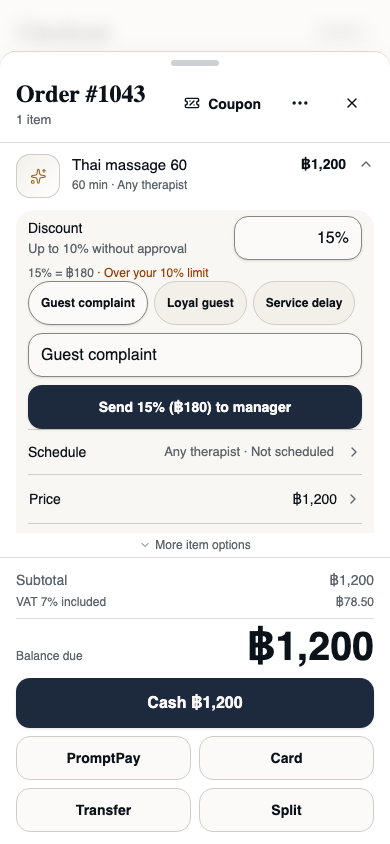 Order #1043
Coupon
1 item
Thai massage 60
฿1,200
60 min · Any therapist
Discount
15%
Up to 10% without approval
15% = ฿180 · Over your 10% limit
Guest complaint
Loyal guest
Service delay
Guest complaint
Send 15% (฿180) to manager
Schedule
Any therapist · Not scheduled
Price
฿1,200
More item options
Subtotal
฿1,200
VAT 7% included
฿78.50
Balance due
฿1,200
Cash ฿1,200
PromptPay
Card
Transfer
Split